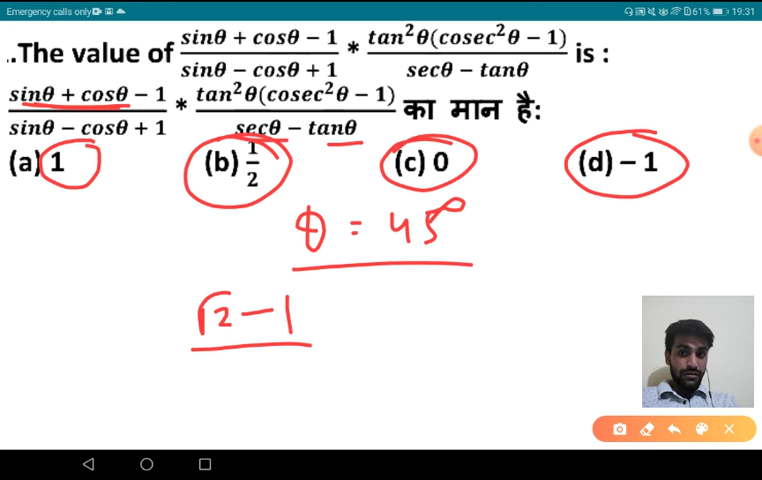 Emergency calls only 61% 19:31
.. The value of (sinθ + cosθ − 1)/(sinθ − cosθ + 1) * (tan²θ(cosec²θ − 1))/(secθ − tanθ) is :
(sinθ + cosθ − 1)/(sinθ − cosθ + 1) * (tan²θ(cosec²θ − 1))/(secθ − tanθ) का मान है:
(a) 1 (b) 1/2 (c) 0 (d) − 1
θ = 45°
√2 − 1